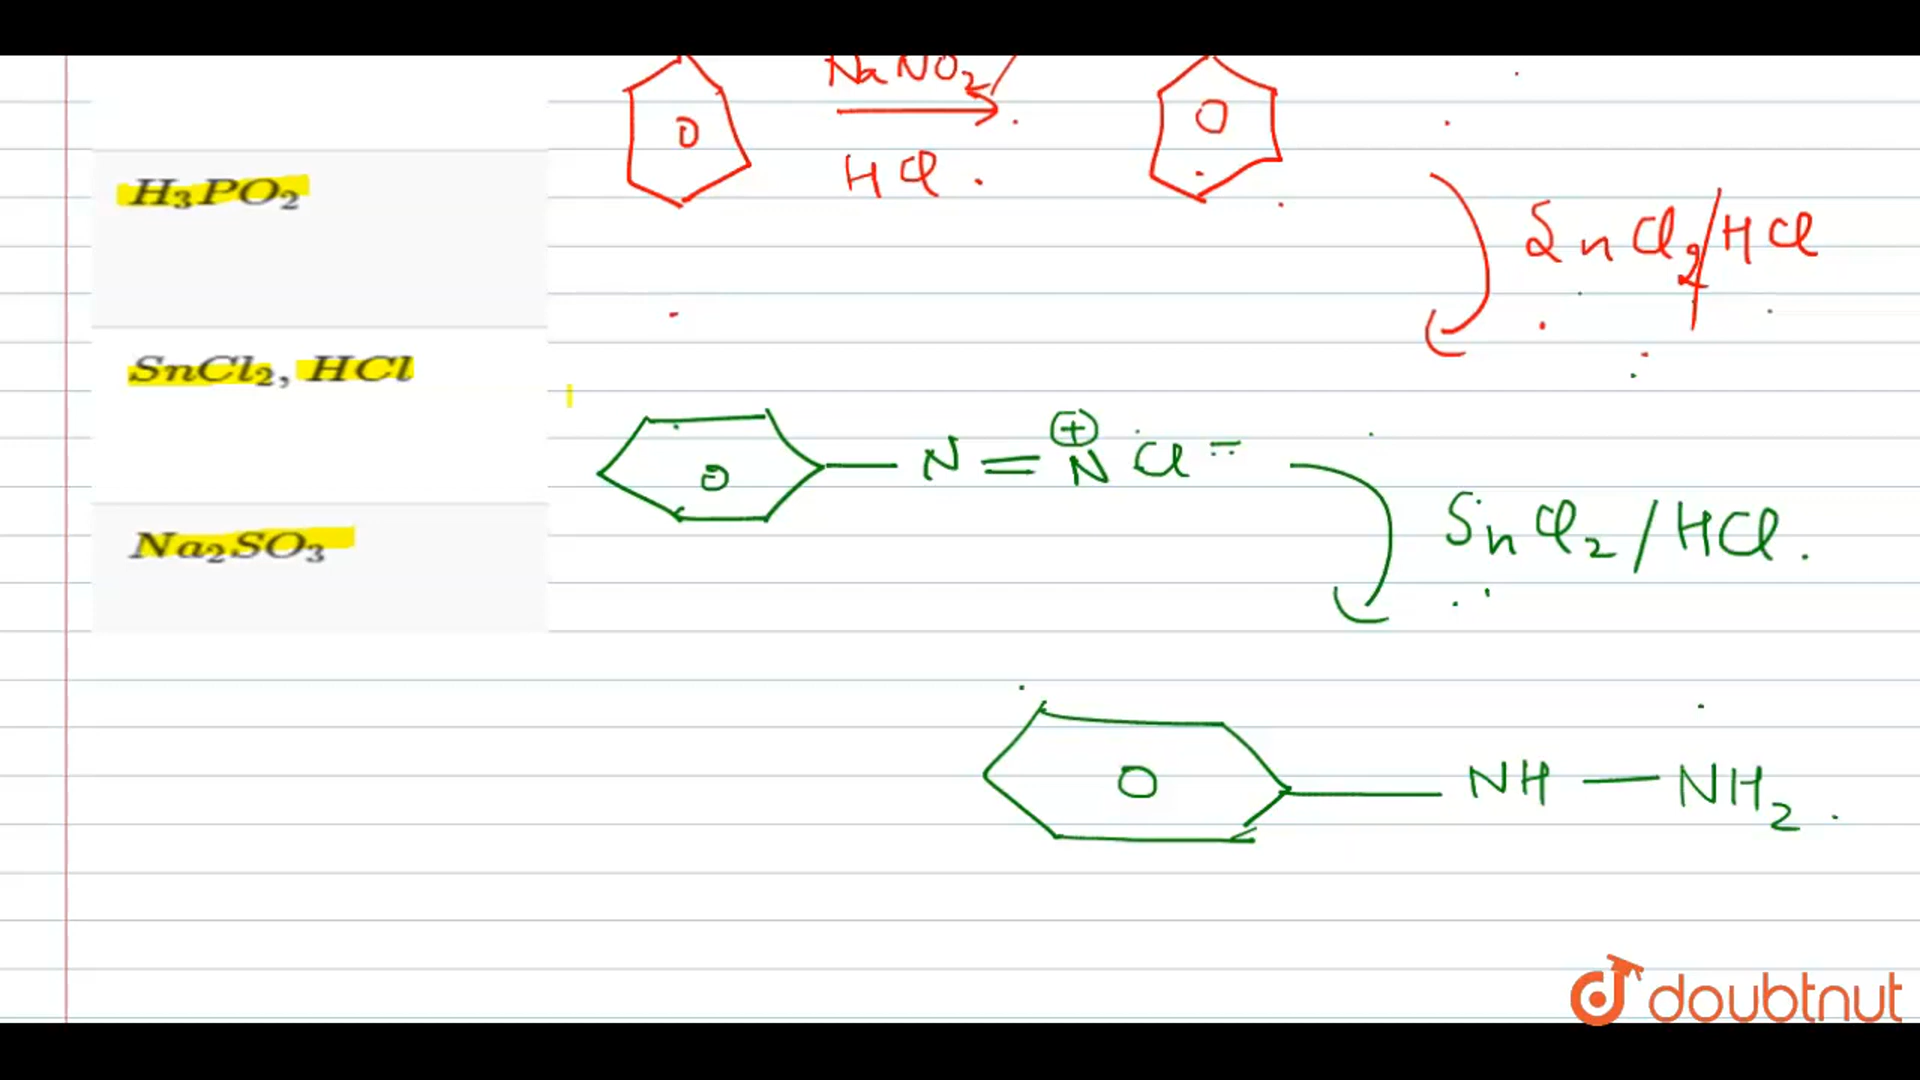 NaNO2/
HCl.
H3PO2
SnCl2/HCl
SnCl2, HCl
N=N⊕ Cl-
SnCl2/HCl.
Na2SO3
NH—NH2.
doubtnut